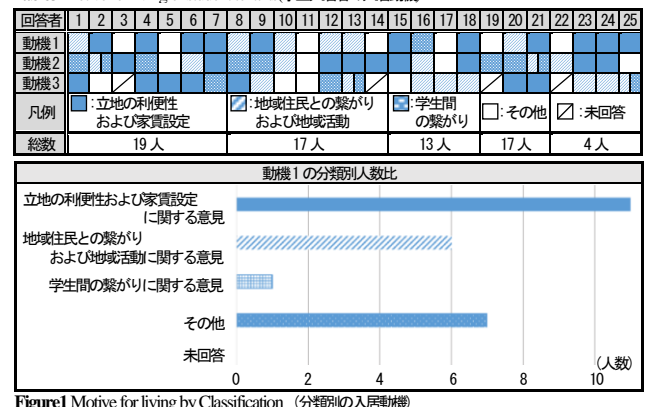 回答者 1 2 3 4 5 6 7 8 9 10 11 12 13 14 15 16 17 18 19 20 21 22 23 24 25
動機1
動機2
動機3
凡例 :立地の利便性および家賃設定 :地域住民との繋がりおよび地域活動 :学生間の繋がり :その他 :未回答
総数 19人 17人 13人 17人 4人
動機1の分類別人数比
立地の利便性および家賃設定
に関する意見
地域住民との繋がり
および地域活動に関する意見
学生間の繋がりに関する意見
その他
未回答
(人数)
0 2 4 6 8 10
Figure1 Motive for living by Classification (分類別の入居動機)